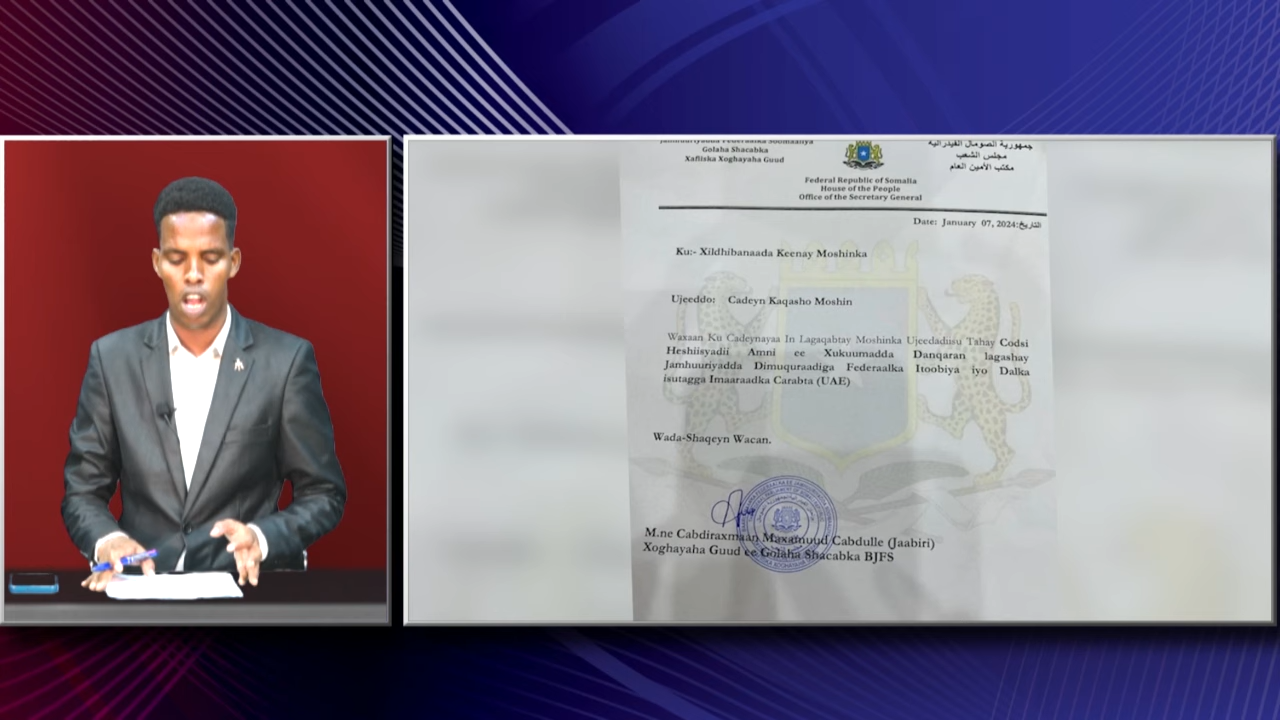 Jamhuuriyadda Federaalka Soomaaliya
Golaha Shacabka
Xafiiska Xoghayaha Guud
جمهورية الصومال الفيدرالية
مجلس الشعب
مكتب الأمين العام
Federal Republic of Somalia
House of the People
Office of the Secretary General
Date: January 07, 2024:التاريخ
Ku:- Xildhibanaada Keenay Moshinka
Ujeeddo: Cadeyn Kaqasho Moshin
Waxaan Ku Cadeynayaa In Lagaqabtay Moshinka Ujeedadusu Tahay Codsi
Heshiisyadii Amni ee Xukuumadda Danqaran lagashay
Jamhuuriyadda Dimuquraadiga Federaalka Itoobiya iyo Dalka
isutagga Imaaraadka Carabta (UAE)
Wada-Shaqeyn Wacan.
M.ne Cabdiraxmaan Maxamuud Cabdulle (Jaabiri)
Xoghayaha Guud ee Golaha Shacabka BJFS